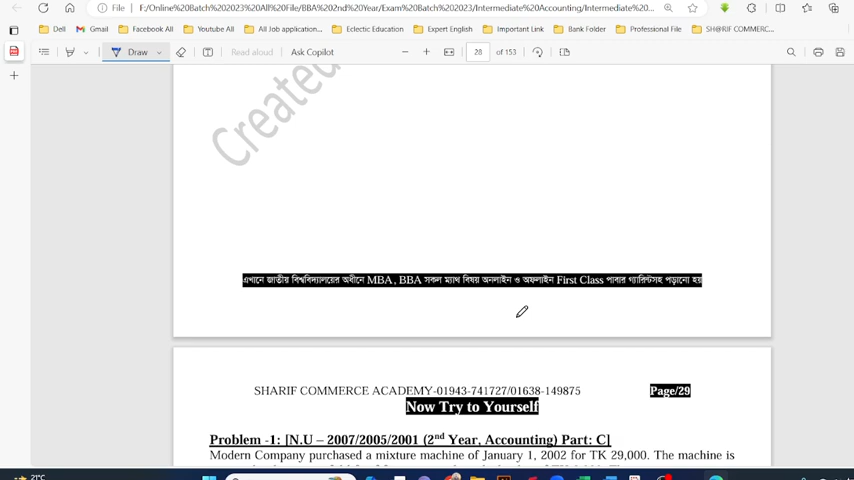 File
F:/Online%20Batch%202023%20All%20File/BBA%202nd%20Year/Exam%20Batch%202023/Intermediate%20Accounting/Intermediate%20...
Dell
Gmail
Facebook All
Youtube All
All Job application...
Eclectic Education
Expert English
Important Link
Bank Folder
Professional File
SH@RIF COMMERC...
Draw
Read aloud
Ask Copilot
28
of 153
Created
এখানে জাতীয় বিশ্ববিদ্যালয়ের অধীনে MBA, BBA সকল ম্যাথ বিষয় অনলাইন ও অফলাইন First Class পাবার গ্যারিন্টিসহ পড়ানো হয়
SHARIF COMMERCE ACADEMY-01943-741727/01638-149875
Page/29
Now Try to Yourself
Problem -1: [N.U – 2007/2005/2001 (2nd Year, Accounting) Part: C]
Modern Company purchased a mixture machine of January 1, 2002 for TK 29,000. The machine is
21°C